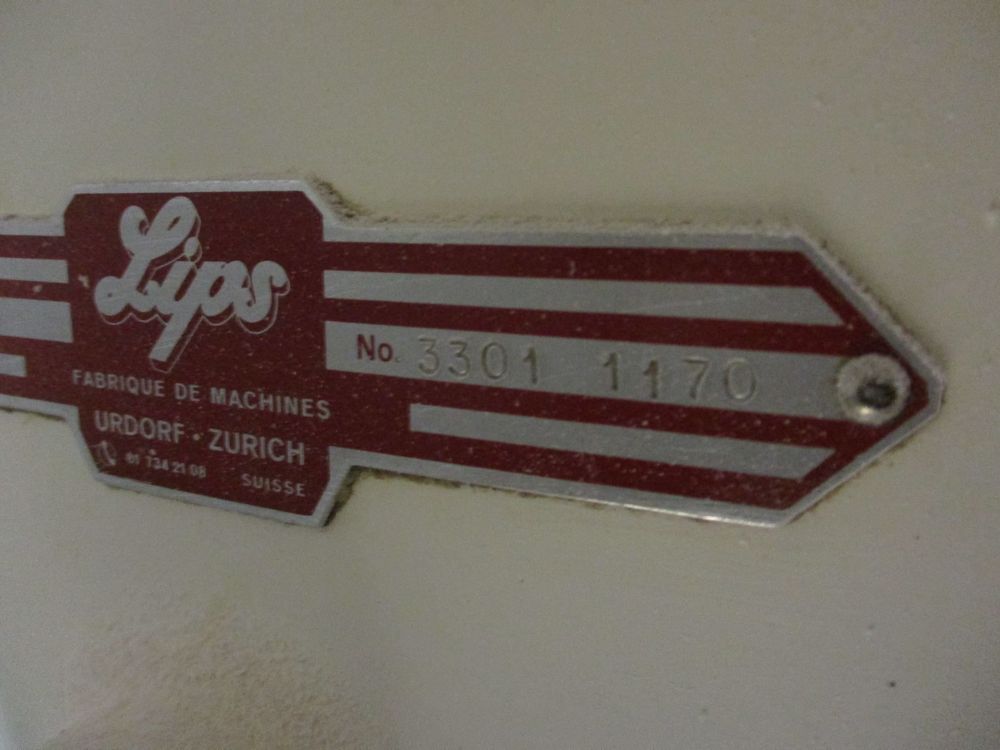 Lips
FABRIQUE DE MACHINES
URDORF · ZURICH
01 734 21 08 SUISSE
No. 3301 1170